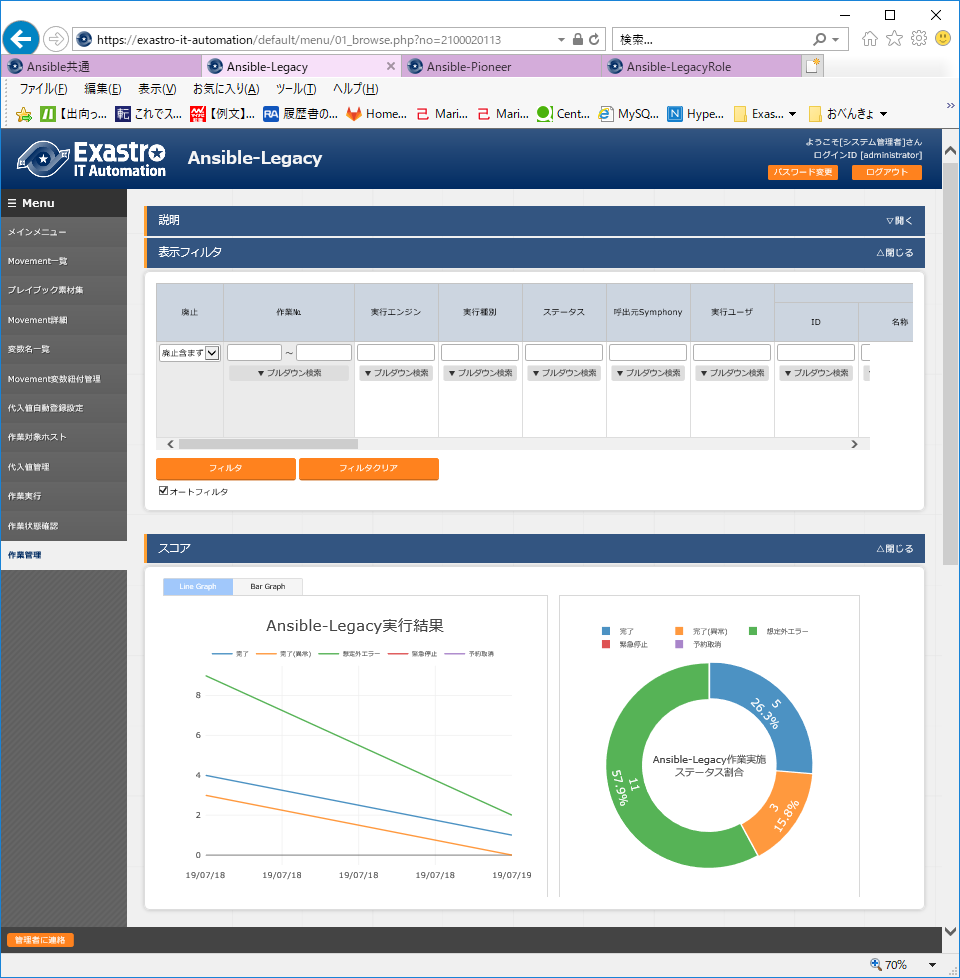 https://exastro-it-automation/default/menu/01_browse.php?no=2100020113
検索...
Ansible共通
Ansible-Legacy
Ansible-Pioneer
Ansible-LegacyRole
ファイル(F) 編集(E) 表示(V) お気に入り(A) ツール(T) ヘルプ(H)
【出向っ... これでス... 【例文】... RA 履歴書の... Home... Mari... Mari... Cent... MySQ... N Hype... Exas... おべんきょ
Exastro
IT Automation
Ansible-Legacy
ようこそ[システム管理者]さん
ログインID [administrator]
パスワード変更 ログアウト
Menu
メインメニュー
Movement一覧
プレイブック素材集
Movement詳細
変数名一覧
Movement変数紐付管理
代入値自動登録設定
作業対象ホスト
代入値管理
作業実行
作業状態確認
作業管理
説明 ▽開く
表示フィルタ △閉じる
廃止 作業No. 実行エンジン 実行種別 ステータス 呼出元Symphony 実行ユーザ ID 名称
廃止含まず ～
▼プルダウン検索 ▼プルダウン検索 ▼プルダウン検索 ▼プルダウン検索 ▼プルダウン検索 ▼プルダウン検索 ▼プルダウン検索
フィルタ フィルタクリア
オートフィルタ
スコア △閉じる
Line Graph Bar Graph
Ansible-Legacy実行結果
完了 完了(異常) 想定外エラー 緊急停止 予約取消
8
6
4
2
0
19/07/18 19/07/18 19/07/18 19/07/18 19/07/19
完了 完了(異常) 想定外エラー
緊急停止 予約取消
5
26.3%
Ansible-Legacy作業実施
ステータス割合
11
57.9%
3
15.8%
管理者に連絡
70%